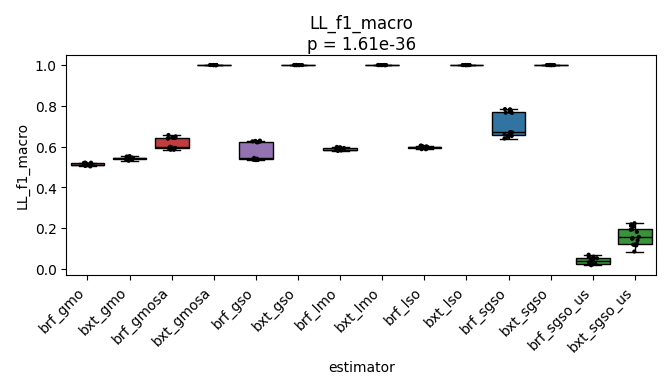 LL_f1_macro
p = 1.61e-36
LL_f1_macro
1.0
0.8
0.6
0.4
0.2
0.0
brf_gmo
bxt_gmo
brf_gmosa
bxt_gmosa
brf_gso
bxt_gso
brf_lmo
bxt_lmo
brf_lso
bxt_lso
brf_sgso
bxt_sgso
brf_sgso_us
bxt_sgso_us
estimator